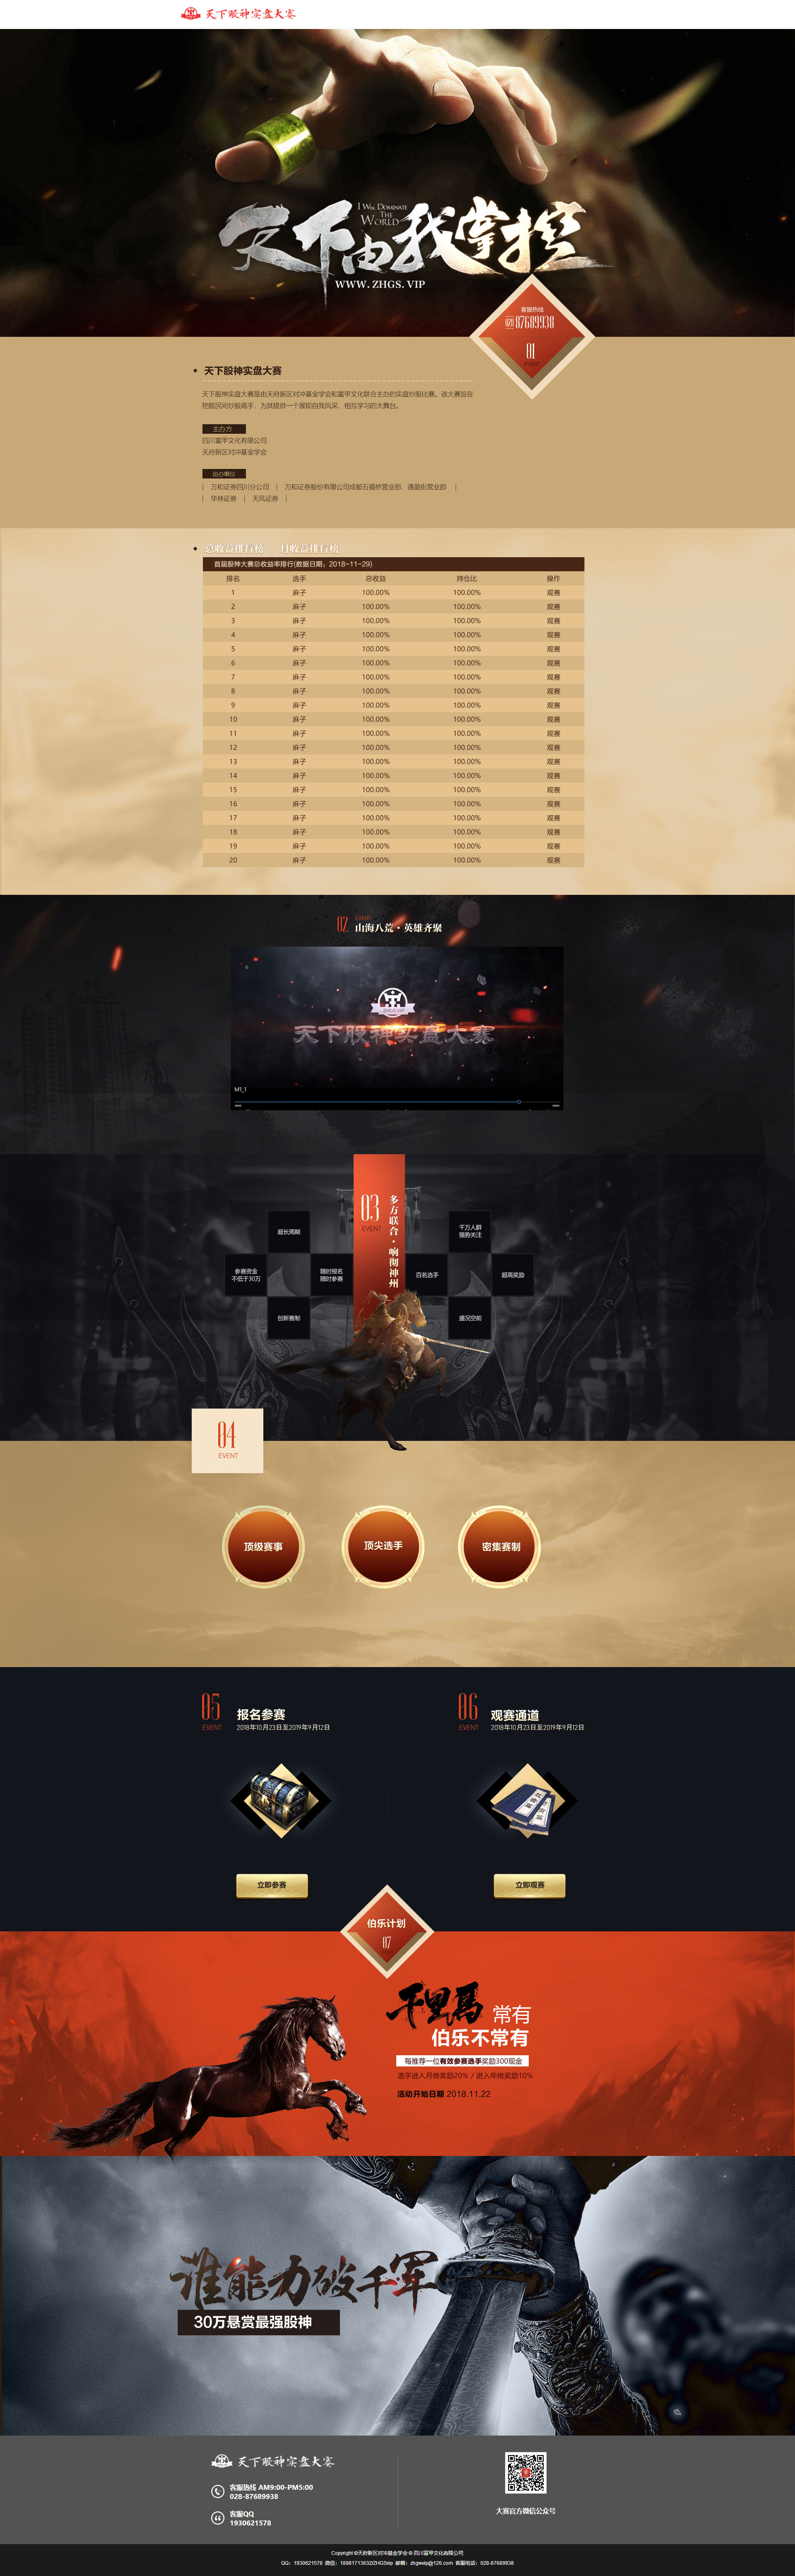 天下股神实盘大赛
I Will Dominate
The
World
天下由我掌控
WWW.ZHGS.VIP
客服热线
028 87689938
01
天下股神实盘大赛
天下股神实盘大赛是由天府新区对冲基金学会和富甲文化联合主办的实盘炒股比赛。该大赛旨在
挖掘民间炒股高手，为其提供一个展现自我风采、相互学习的大舞台。
主办方
四川富甲文化有限公司
天府新区对冲基金学会
协办单位
| 万和证券四川分公司 | 万和证券股份有限公司成都石福桥营业部、通盈街营业部 |
| 华林证券 | 天风证券 |
总收益排行榜 月收益排行榜
首届股神大赛总收益率排行(数据日期：2018-11-29)
排名 选手 总收益 持仓比 操作
1 麻子 100.00% 100.00% 观赛
2 麻子 100.00% 100.00% 观赛
3 麻子 100.00% 100.00% 观赛
4 麻子 100.00% 100.00% 观赛
5 麻子 100.00% 100.00% 观赛
6 麻子 100.00% 100.00% 观赛
7 麻子 100.00% 100.00% 观赛
8 麻子 100.00% 100.00% 观赛
9 麻子 100.00% 100.00% 观赛
10 麻子 100.00% 100.00% 观赛
11 麻子 100.00% 100.00% 观赛
12 麻子 100.00% 100.00% 观赛
13 麻子 100.00% 100.00% 观赛
14 麻子 100.00% 100.00% 观赛
15 麻子 100.00% 100.00% 观赛
16 麻子 100.00% 100.00% 观赛
17 麻子 100.00% 100.00% 观赛
18 麻子 100.00% 100.00% 观赛
19 麻子 100.00% 100.00% 观赛
20 麻子 100.00% 100.00% 观赛
02 EVENT
山海八荒·英雄齐聚
ZHGS.VIP
天下股神实盘大赛
M1_1
03
EVENT
多方联合·响彻神州
超长周期
参赛资金
不低于30万
随时报名
随时参赛
创新赛制
千万人群
强势关注
百名选手
超高奖励
盛况空前
04
EVENT
顶级赛事
顶尖选手
密集赛制
05
EVENT
报名参赛
2018年10月23日至2019年9月12日
06
EVENT
观赛通道
2018年10月23日至2019年9月12日
立即参赛
立即观赛
伯乐计划
07
千里馬 常有
伯乐不常有
每推荐一位有效参赛选手奖励300现金
选手进入月榜奖励20% / 进入年榜奖励10%
活动开始日期 2018.11.22
谁能力破千军
30万悬赏最强股神
天下股神实盘大赛
客服热线 AM9:00-PM5:00
028-87689938
客服QQ
1930621578
大赛官方微信公众号
Copyright ©天府新区对冲基金学会 © 四川富甲文化有限公司
QQ：1930621578 微信：18981713632/ZHGSvip 邮箱：zhgwvip@126.com 客服电话：028-87689938